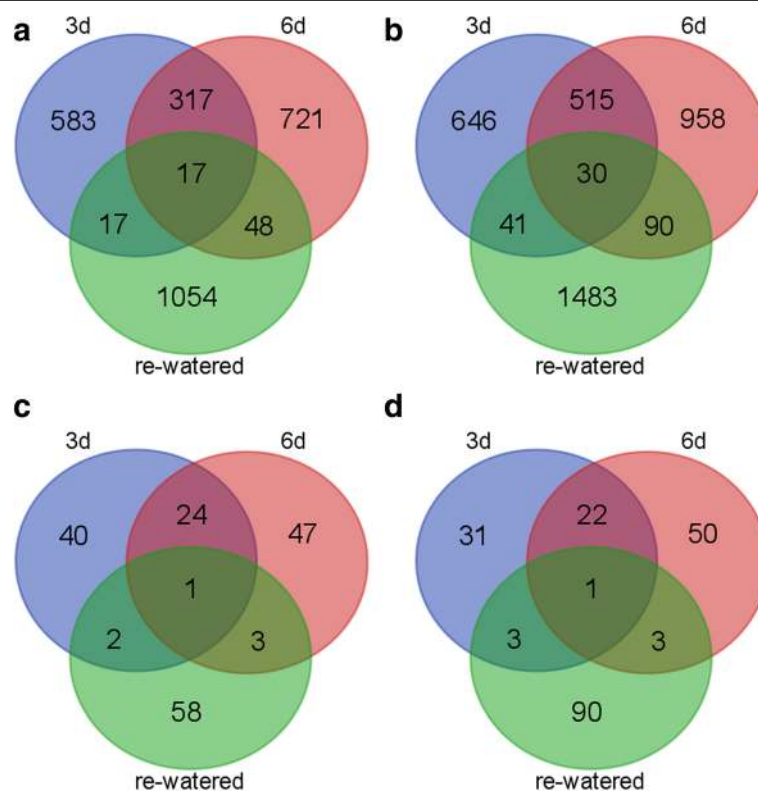 a 3d 6d b 3d 6d
583 317 721 646 515 958
17 30
17 48 41 90
1054 1483
re-watered re-watered
c 3d 6d d 3d 6d
40 24 47 31 22 50
1 1
2 3 3 3
58 90
re-watered re-watered